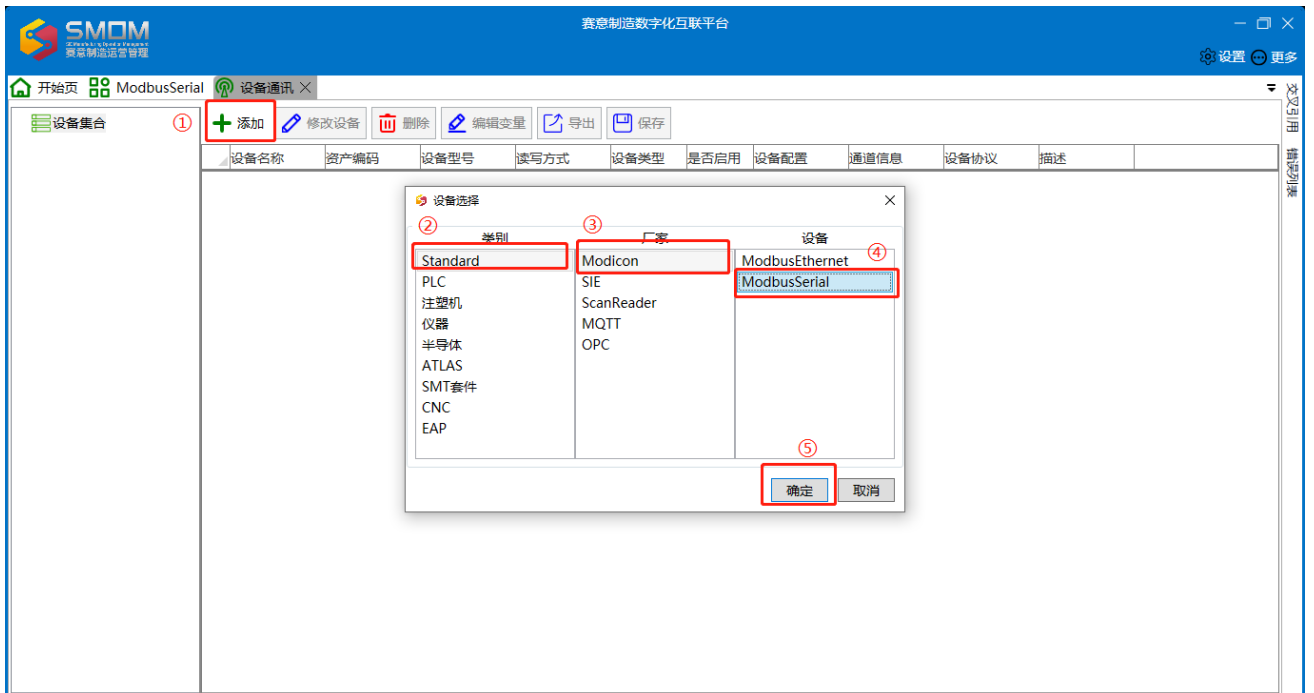 赛意制造数字化互联平台
SMOM
赛意制造运营管理
设置 更多
开始页 ModbusSerial 设备通讯
交叉引用
错误列表
设备集合
① 添加 修改设备 删除 编辑变量 导出 保存
设备名称 资产编码 设备型号 读写方式 设备类型 是否启用 设备配置 通道信息 设备协议 描述
设备选择
② ③
类别 厂家 设备
④
Standard Modicon ModbusEthernet
PLC SIE ModbusSerial
注塑机 ScanReader
仪器 MQTT
半导体 OPC
ATLAS
SMT套件
CNC
EAP
⑤
确定 取消